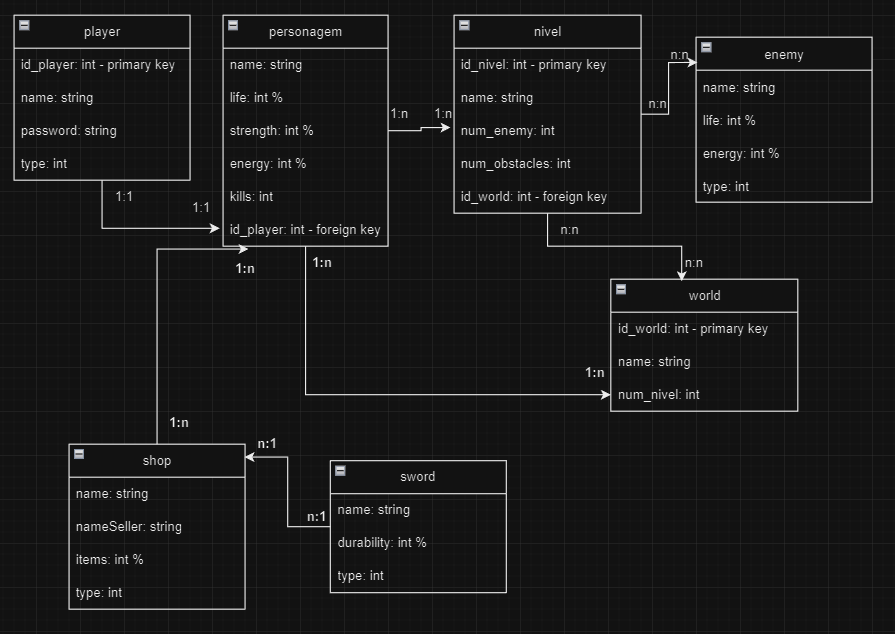 player
id_player: int - primary key
name: string
password: string
type: int
1:1
1:1
personagem
name: string
life: int %
strength: int %
energy: int %
kills: int
id_player: int - foreign key
1:n
1:n
nivel
id_nivel: int - primary key
name: string
num_enemy: int
num_obstacles: int
id_world: int - foreign key
n:n
n:n
enemy
name: string
life: int %
energy: int %
type: int
n:n
n:n
1:n
1:n
1:n
world
id_world: int - primary key
name: string
num_nivel: int
1:n
shop
name: string
nameSeller: string
items: int %
type: int
n:1
n:1
sword
name: string
durability: int %
type: int